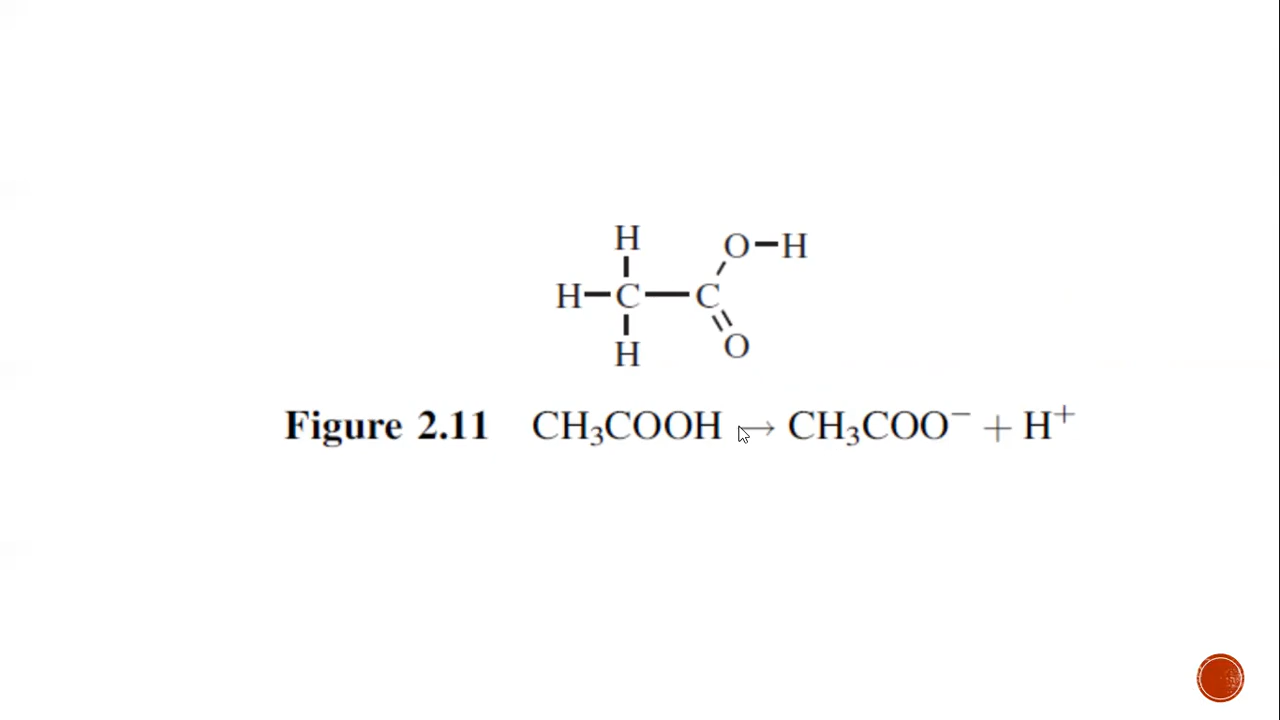 H
O–H
H–C–C
H
O
Figure 2.11 CH₃COOH ↔ CH₃COO⁻ + H⁺